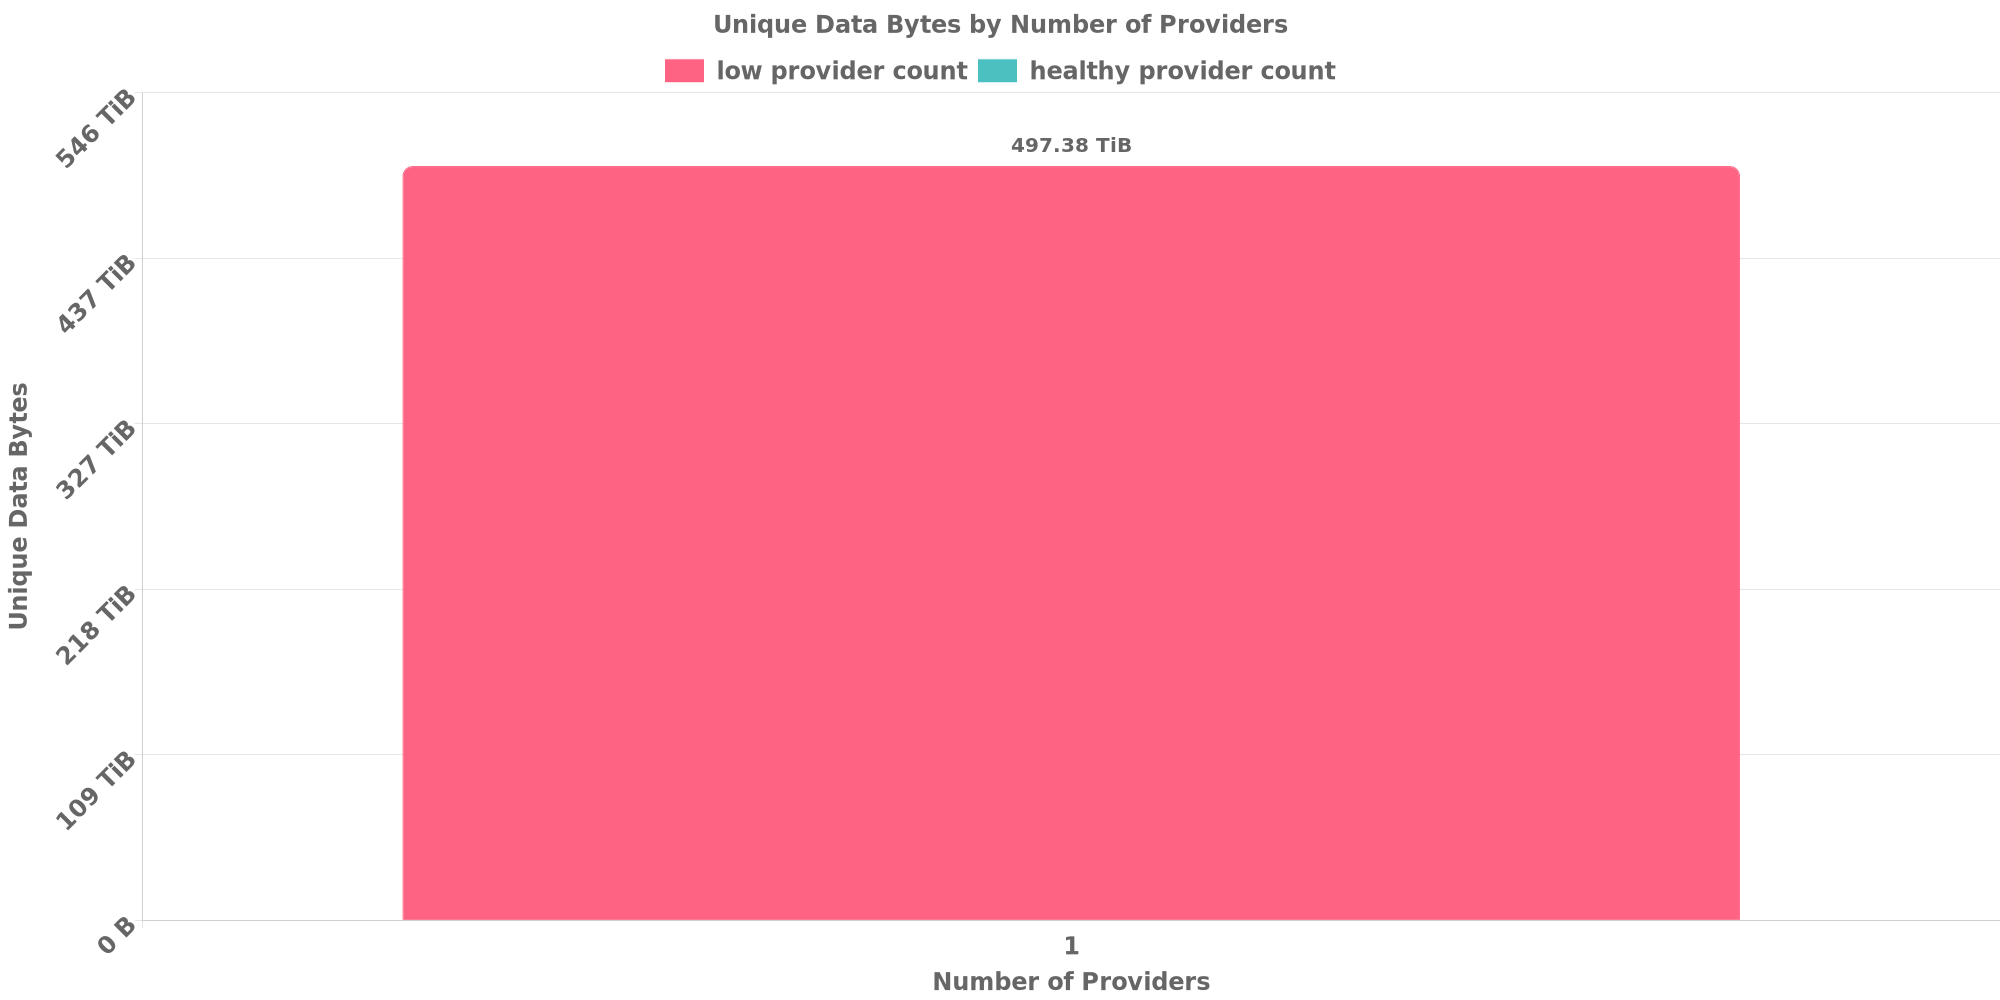 Unique Data Bytes by Number of Providers
low provider count healthy provider count
546 TiB
497.38 TiB
437 TiB
327 TiB
218 TiB
109 TiB
0 B
Unique Data Bytes
1
Number of Providers